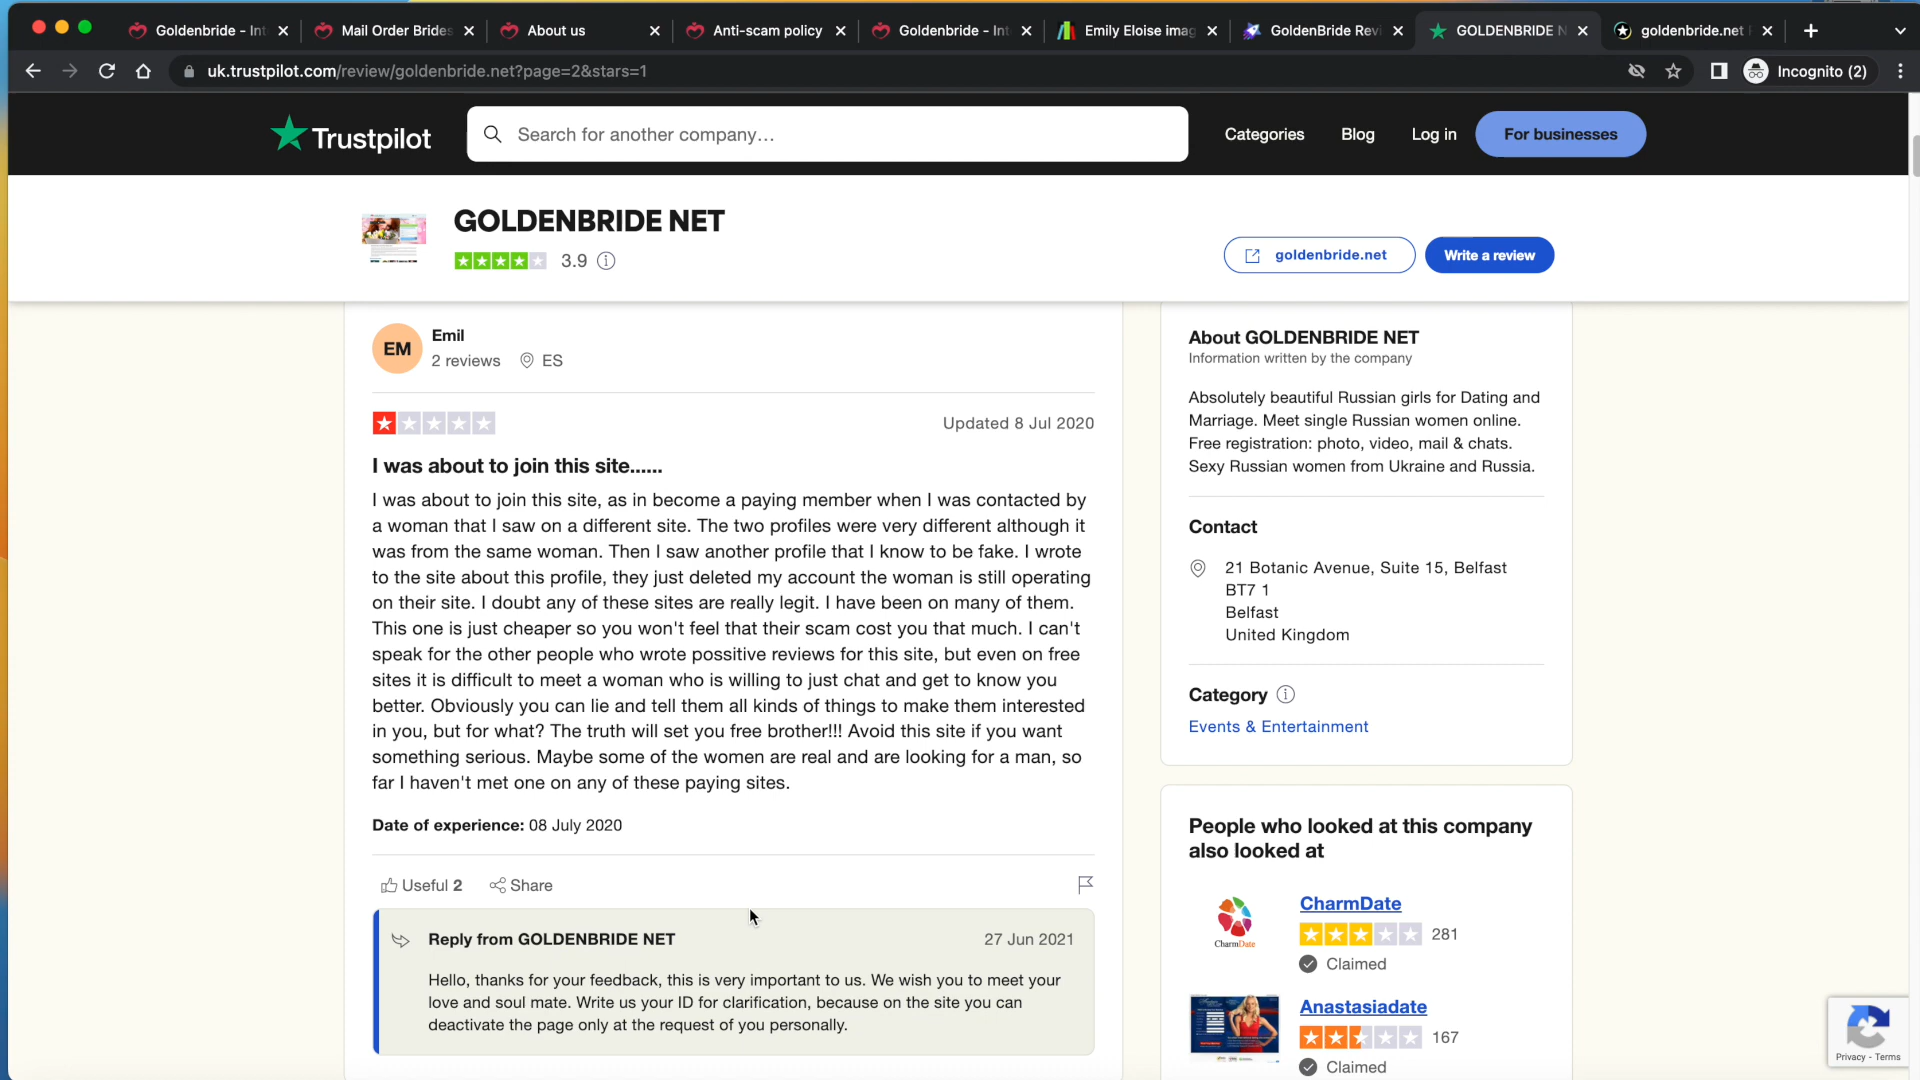 Goldenbride - Int
Mail Order Brides
About us
Anti-scam policy
Goldenbride - Int
Emily Eloise imag
GoldenBride Revi
GOLDENBRIDE N
goldenbride.net
uk.trustpilot.com/review/goldenbride.net?page=2&stars=1
Incognito (2)
Trustpilot
Search for another company...
Categories
Blog
Log in
For businesses
GOLDENBRIDE NET
3.9
goldenbride.net
Write a review
EM
Emil
2 reviews
ES
Updated 8 Jul 2020
I was about to join this site......
I was about to join this site, as in become a paying member when I was contacted by
a woman that I saw on a different site. The two profiles were very different although it
was from the same woman. Then I saw another profile that I know to be fake. I wrote
to the site about this profile, they just deleted my account the woman is still operating
on their site. I doubt any of these sites are really legit. I have been on many of them.
This one is just cheaper so you won't feel that their scam cost you that much. I can't
speak for the other people who wrote possitive reviews for this site, but even on free
sites it is difficult to meet a woman who is willing to just chat and get to know you
better. Obviously you can lie and tell them all kinds of things to make them interested
in you, but for what? The truth will set you free brother!!! Avoid this site if you want
something serious. Maybe some of the women are real and are looking for a man, so
far I haven't met one on any of these paying sites.
Date of experience: 08 July 2020
Useful 2
Share
Reply from GOLDENBRIDE NET
27 Jun 2021
Hello, thanks for your feedback, this is very important to us. We wish you to meet your
love and soul mate. Write us your ID for clarification, because on the site you can
deactivate the page only at the request of you personally.
About GOLDENBRIDE NET
Information written by the company
Absolutely beautiful Russian girls for Dating and
Marriage. Meet single Russian women online.
Free registration: photo, video, mail & chats.
Sexy Russian women from Ukraine and Russia.
Contact
21 Botanic Avenue, Suite 15, Belfast
BT7 1
Belfast
United Kingdom
Category
Events & Entertainment
People who looked at this company
also looked at
CharmDate
CharmDate
281
Claimed
Anastasiadate
167
Claimed
Privacy - Terms